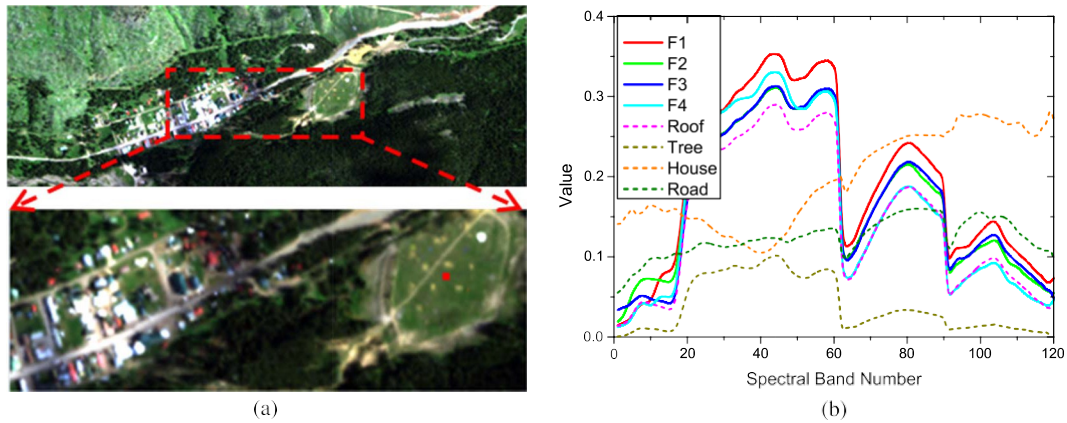 0.4
0.3
0.2
0.1
0.0
Value
F1
F2
F3
F4
Roof
Tree
House
Road
0 20 40 60 80 100 120
Spectral Band Number
(a)
(b)